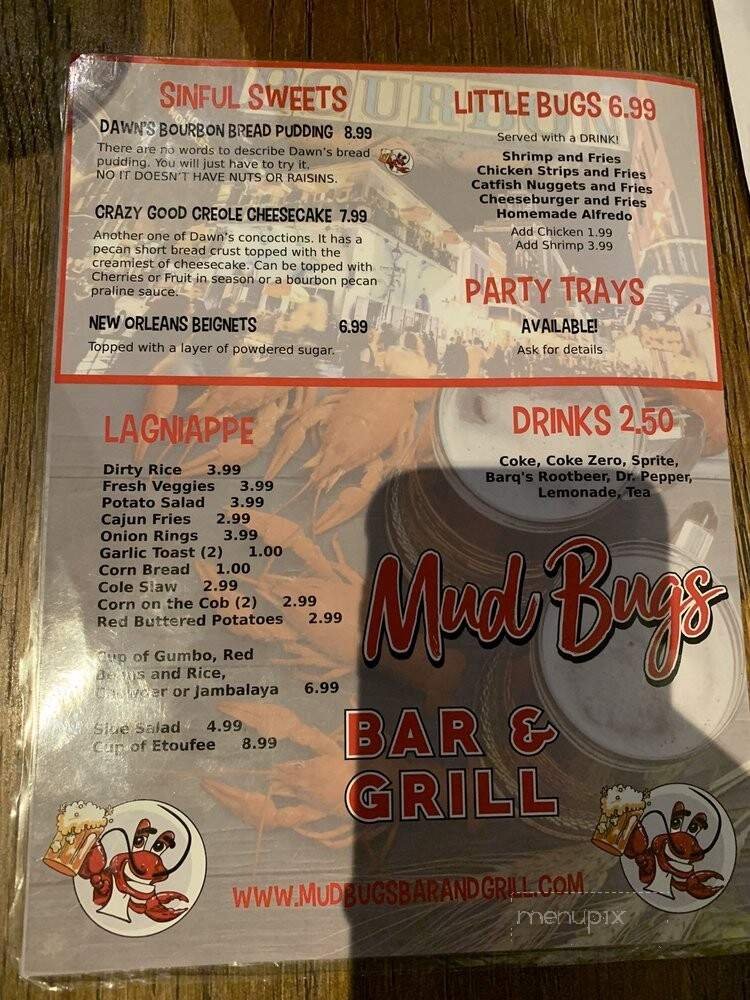 SINFUL SWEETS
DAWN'S BOURBON BREAD PUDDING 8.99
There are no words to describe Dawn's bread
pudding. You will just have to try it.
NO IT DOESN'T HAVE NUTS OR RAISINS.
CRAZY GOOD CREOLE CHEESECAKE 7.99
Another one of Dawn's concoctions. It has a
pecan short bread crust topped with the
creamiest of cheesecake. Can be topped with
Cherries or Fruit in season or a bourbon pecan
praline sauce.
NEW ORLEANS BEIGNETS 6.99
Topped with a layer of powdered sugar.
LITTLE BUGS 6.99
Served with a DRINK!
Shrimp and Fries
Chicken Strips and Fries
Catfish Nuggets and Fries
Cheeseburger and Fries
Homemade Alfredo
Add Chicken 1.99
Add Shrimp 3.99
PARTY TRAYS
AVAILABLE!
Ask for details
LAGNIAPPE
Dirty Rice 3.99
Fresh Veggies 3.99
Potato Salad 3.99
Cajun Fries 2.99
Onion Rings 3.99
Garlic Toast (2) 1.00
Corn Bread 1.00
Cole Slaw 2.99
Corn on the Cob (2) 2.99
Red Buttered Potatoes 2.99
Cup of Gumbo, Red
Beans and Rice,
Chowder or Jambalaya 6.99
Side Salad 4.99
Cup of Etoufee 8.99
DRINKS 2.50
Coke, Coke Zero, Sprite,
Barq's Rootbeer, Dr. Pepper,
Lemonade, Tea
Mud Bugs
BAR &
GRILL
WWW.MUDBUGSBARANDGRILL.COM
menupix